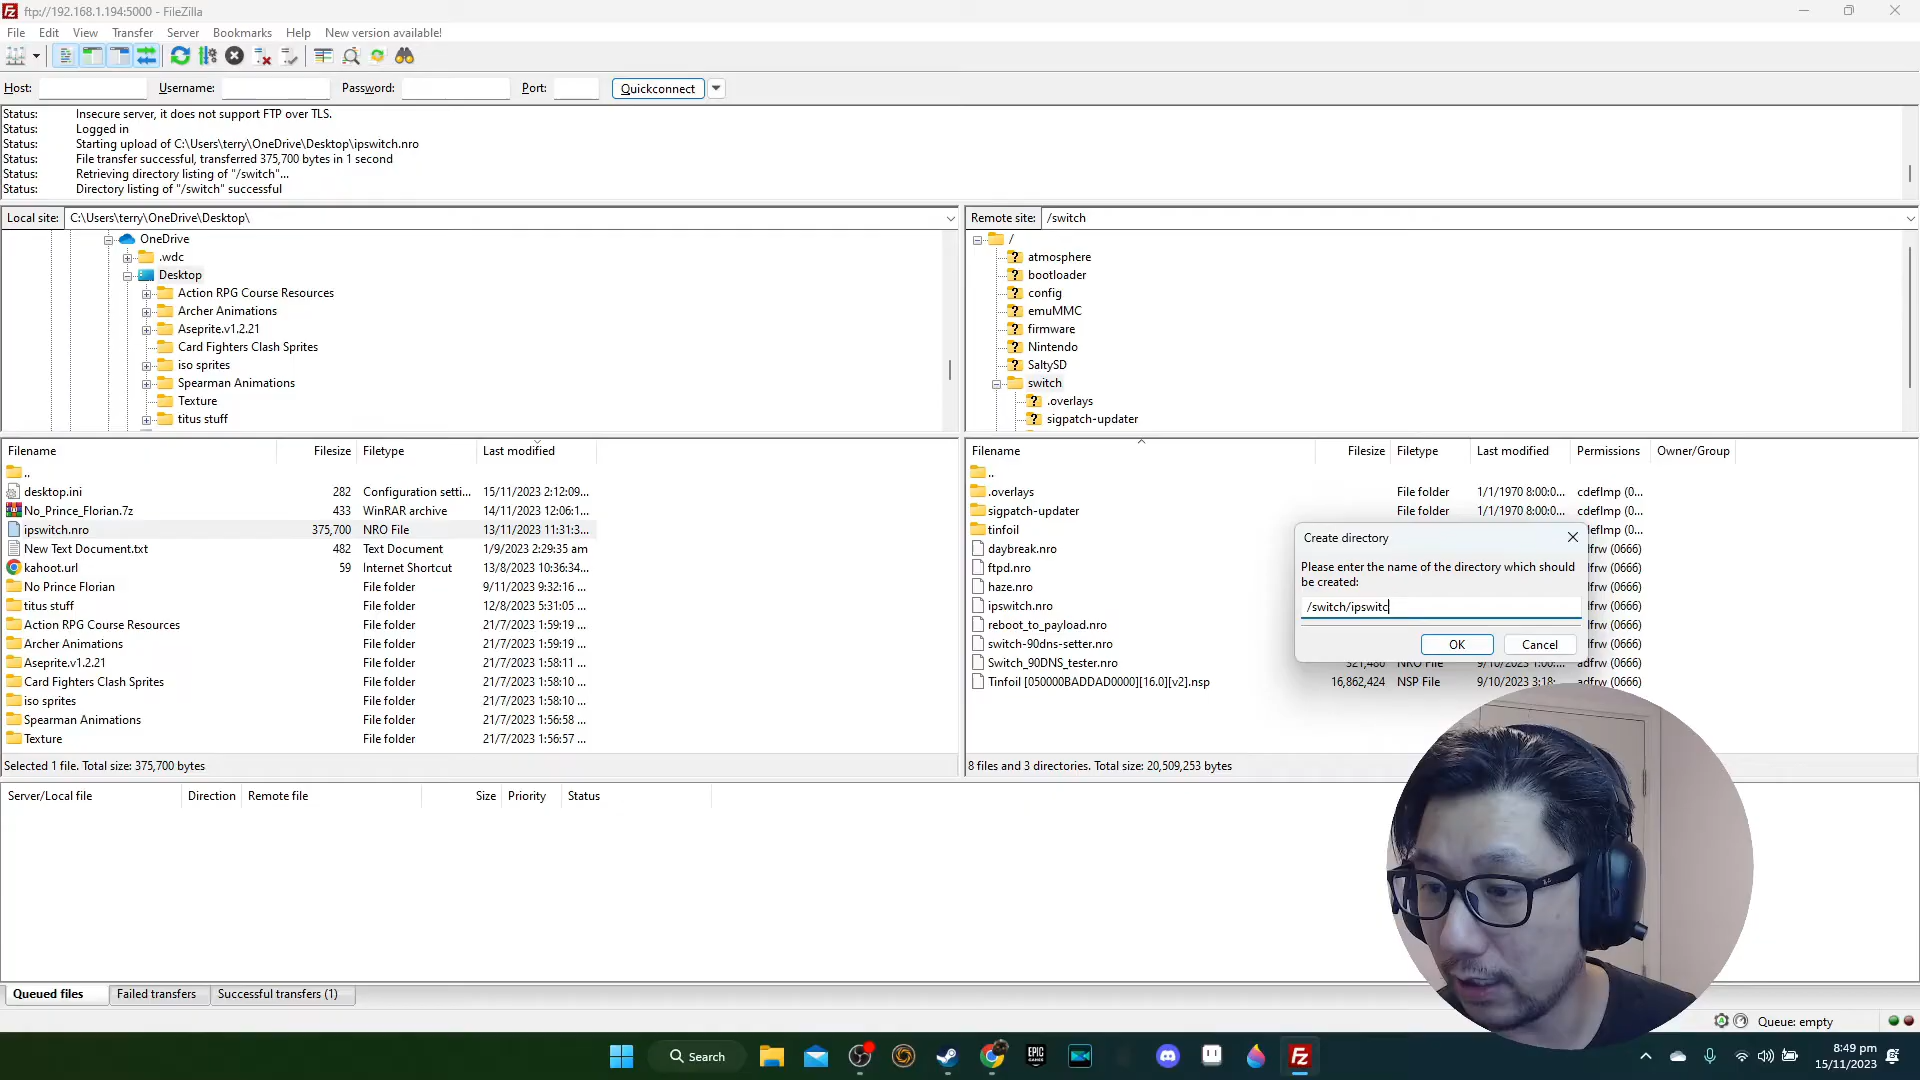 ftp://192.168.1.194:5000 - FileZilla
File Edit View Transfer Server Bookmarks Help New version available!
Host: Username: Password: Port: Quickconnect
Status: Insecure server, it does not support FTP over TLS.
Status: Logged in
Status: Starting upload of C:\Users\terry\OneDrive\Desktop\ipswitch.nro
Status: File transfer successful, transferred 375,700 bytes in 1 second
Status: Retrieving directory listing of "/switch"...
Status: Directory listing of "/switch" successful
Local site: C:\Users\terry\OneDrive\Desktop\
OneDrive
.wdc
Desktop
Action RPG Course Resources
Archer Animations
Aseprite.v1.2.21
Card Fighters Clash Sprites
iso sprites
Spearman Animations
Texture
titus stuff
Remote site: /switch
/
atmosphere
bootloader
config
emuMMC
firmware
Nintendo
SaltySD
switch
.overlays
sigpatch-updater
Filename Filesize Filetype Last modified
..
desktop.ini 282 Configuration setti... 15/11/2023 2:12:09...
No_Prince_Florian.7z 433 WinRAR archive 14/11/2023 12:06:1...
ipswitch.nro 375,700 NRO File 13/11/2023 11:31:3...
New Text Document.txt 482 Text Document 1/9/2023 2:29:35 am
kahoot.url 59 Internet Shortcut 13/8/2023 10:36:34...
No Prince Florian File folder 9/11/2023 9:32:16 ...
titus stuff File folder 12/8/2023 5:31:05 ...
Action RPG Course Resources File folder 21/7/2023 1:59:19 ...
Archer Animations File folder 21/7/2023 1:59:19 ...
Aseprite.v1.2.21 File folder 21/7/2023 1:58:11 ...
Card Fighters Clash Sprites File folder 21/7/2023 1:58:10 ...
iso sprites File folder 21/7/2023 1:58:10 ...
Spearman Animations File folder 21/7/2023 1:56:58 ...
Texture File folder 21/7/2023 1:56:57 ...
Selected 1 file. Total size: 375,700 bytes
Filename Filesize Filetype Last modified Permissions Owner/Group
..
.overlays File folder 1/1/1970 8:00:0... cdeflmp (0...
sigpatch-updater File folder 1/1/1970 8:00:0... cdeflmp (0...
tinfoil
daybreak.nro
ftpd.nro
haze.nro
ipswitch.nro
reboot_to_payload.nro
switch-90dns-setter.nro
Switch_90DNS_tester.nro 321,486 NRO File 9/10/2023 1:00:... adfrw (0666)
Tinfoil [050000BADDAD0000][16.0][v2].nsp 16,862,424 NSP File 9/10/2023 3:18:... adfrw (0666)
8 files and 3 directories. Total size: 20,509,253 bytes
Create directory
Please enter the name of the directory which should
be created:
/switch/ipswitc
OK Cancel
Server/Local file Direction Remote file Size Priority Status
Queued files Failed transfers Successful transfers (1)
Queue: empty
Search
EPIC GAMES
8:49 pm
15/11/2023